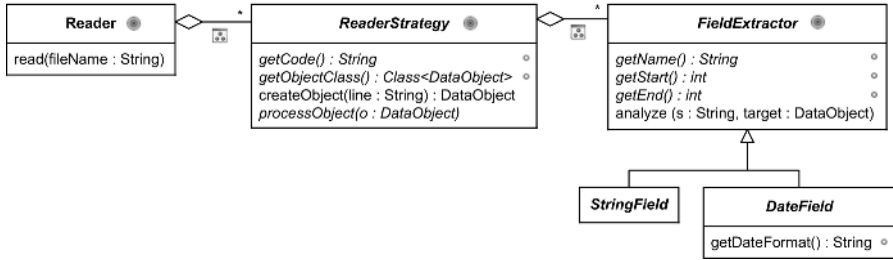 Reader
read(fileName : String)
*
ReaderStrategy
getCode() : String
getObjectClass() : Class<DataObject>
createObject(line : String) : DataObject
processObject(o : DataObject)
*
FieldExtractor
getName() : String
getStart() : int
getEnd() : int
analyze (s : String, target : DataObject)
StringField
DateField
getDateFormat() : String